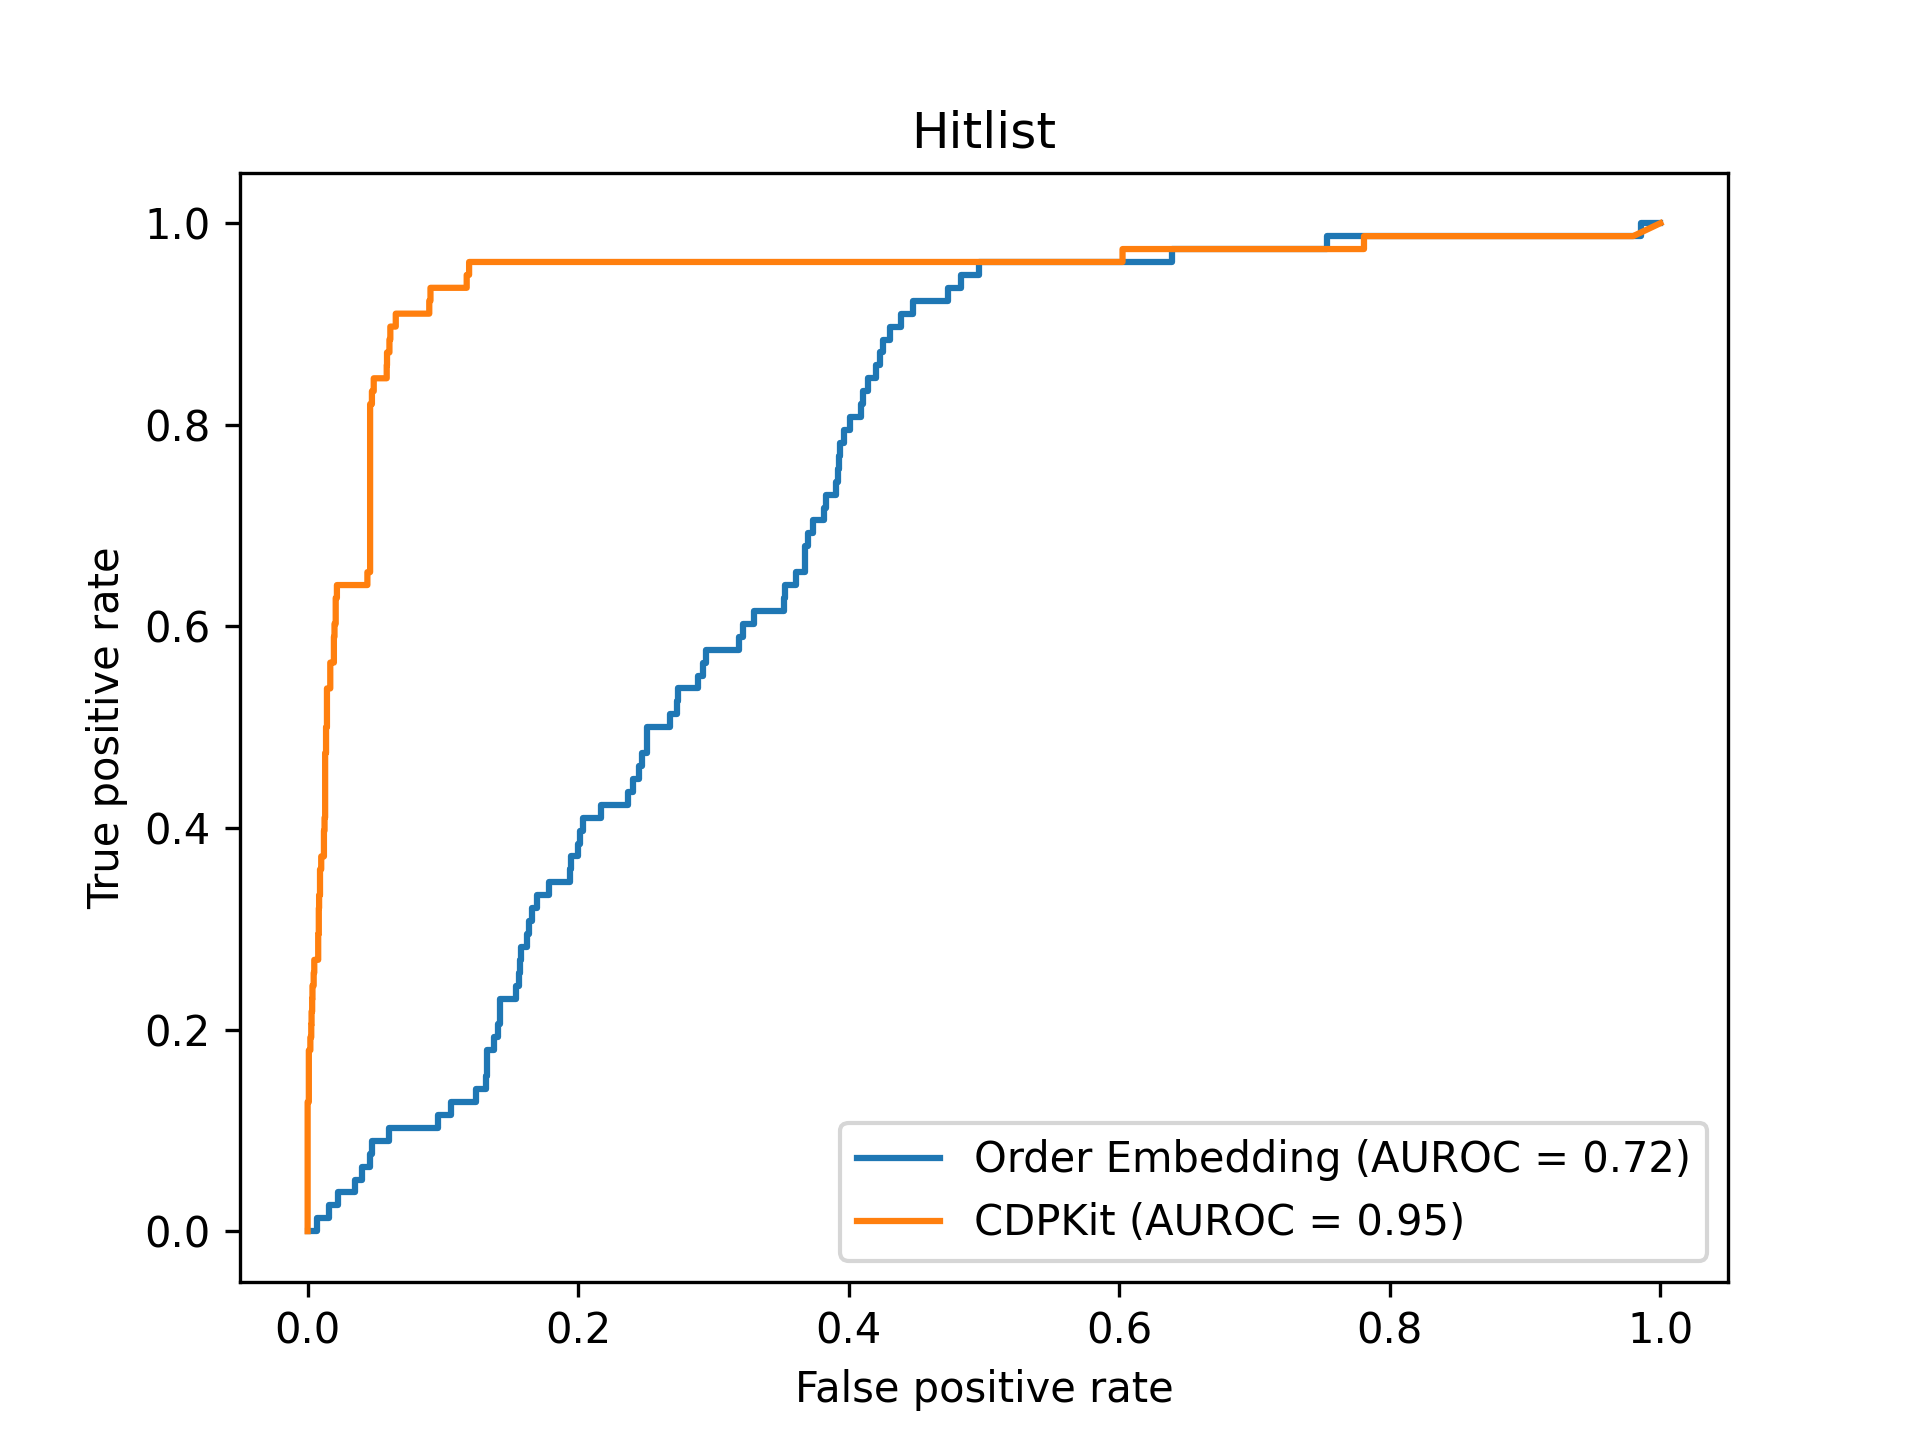 Hitlist
1.0
0.8
0.6
0.4
0.2
0.0
True positive rate
Order Embedding (AUROC = 0.72)
CDPKit (AUROC = 0.95)
0.0 0.2 0.4 0.6 0.8 1.0
False positive rate